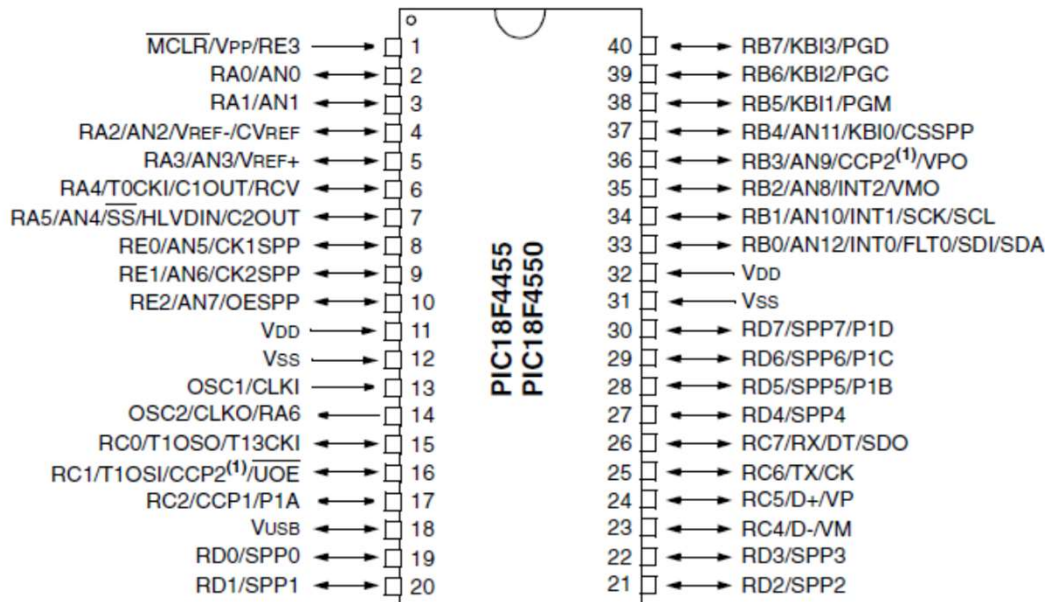 MCLR/VPP/RE3 1
RA0/AN0 2
RA1/AN1 3
RA2/AN2/VREF-/CVREF 4
RA3/AN3/VREF+ 5
RA4/T0CKI/C1OUT/RCV 6
RA5/AN4/SS/HLVDIN/C2OUT 7
RE0/AN5/CK1SPP 8
RE1/AN6/CK2SPP 9
RE2/AN7/OESPP 10
VDD 11
VSS 12
OSC1/CLKI 13
OSC2/CLKO/RA6 14
RC0/T1OSO/T13CKI 15
RC1/T1OSI/CCP2(1)/UOE 16
RC2/CCP1/P1A 17
VUSB 18
RD0/SPP0 19
RD1/SPP1 20
PIC18F4455
PIC18F4550
40 RB7/KBI3/PGD
39 RB6/KBI2/PGC
38 RB5/KBI1/PGM
37 RB4/AN11/KBI0/CSSPP
36 RB3/AN9/CCP2(1)/VPO
35 RB2/AN8/INT2/VMO
34 RB1/AN10/INT1/SCK/SCL
33 RB0/AN12/INT0/FLT0/SDI/SDA
32 VDD
31 VSS
30 RD7/SPP7/P1D
29 RD6/SPP6/P1C
28 RD5/SPP5/P1B
27 RD4/SPP4
26 RC7/RX/DT/SDO
25 RC6/TX/CK
24 RC5/D+/VP
23 RC4/D-/VM
22 RD3/SPP3
21 RD2/SPP2